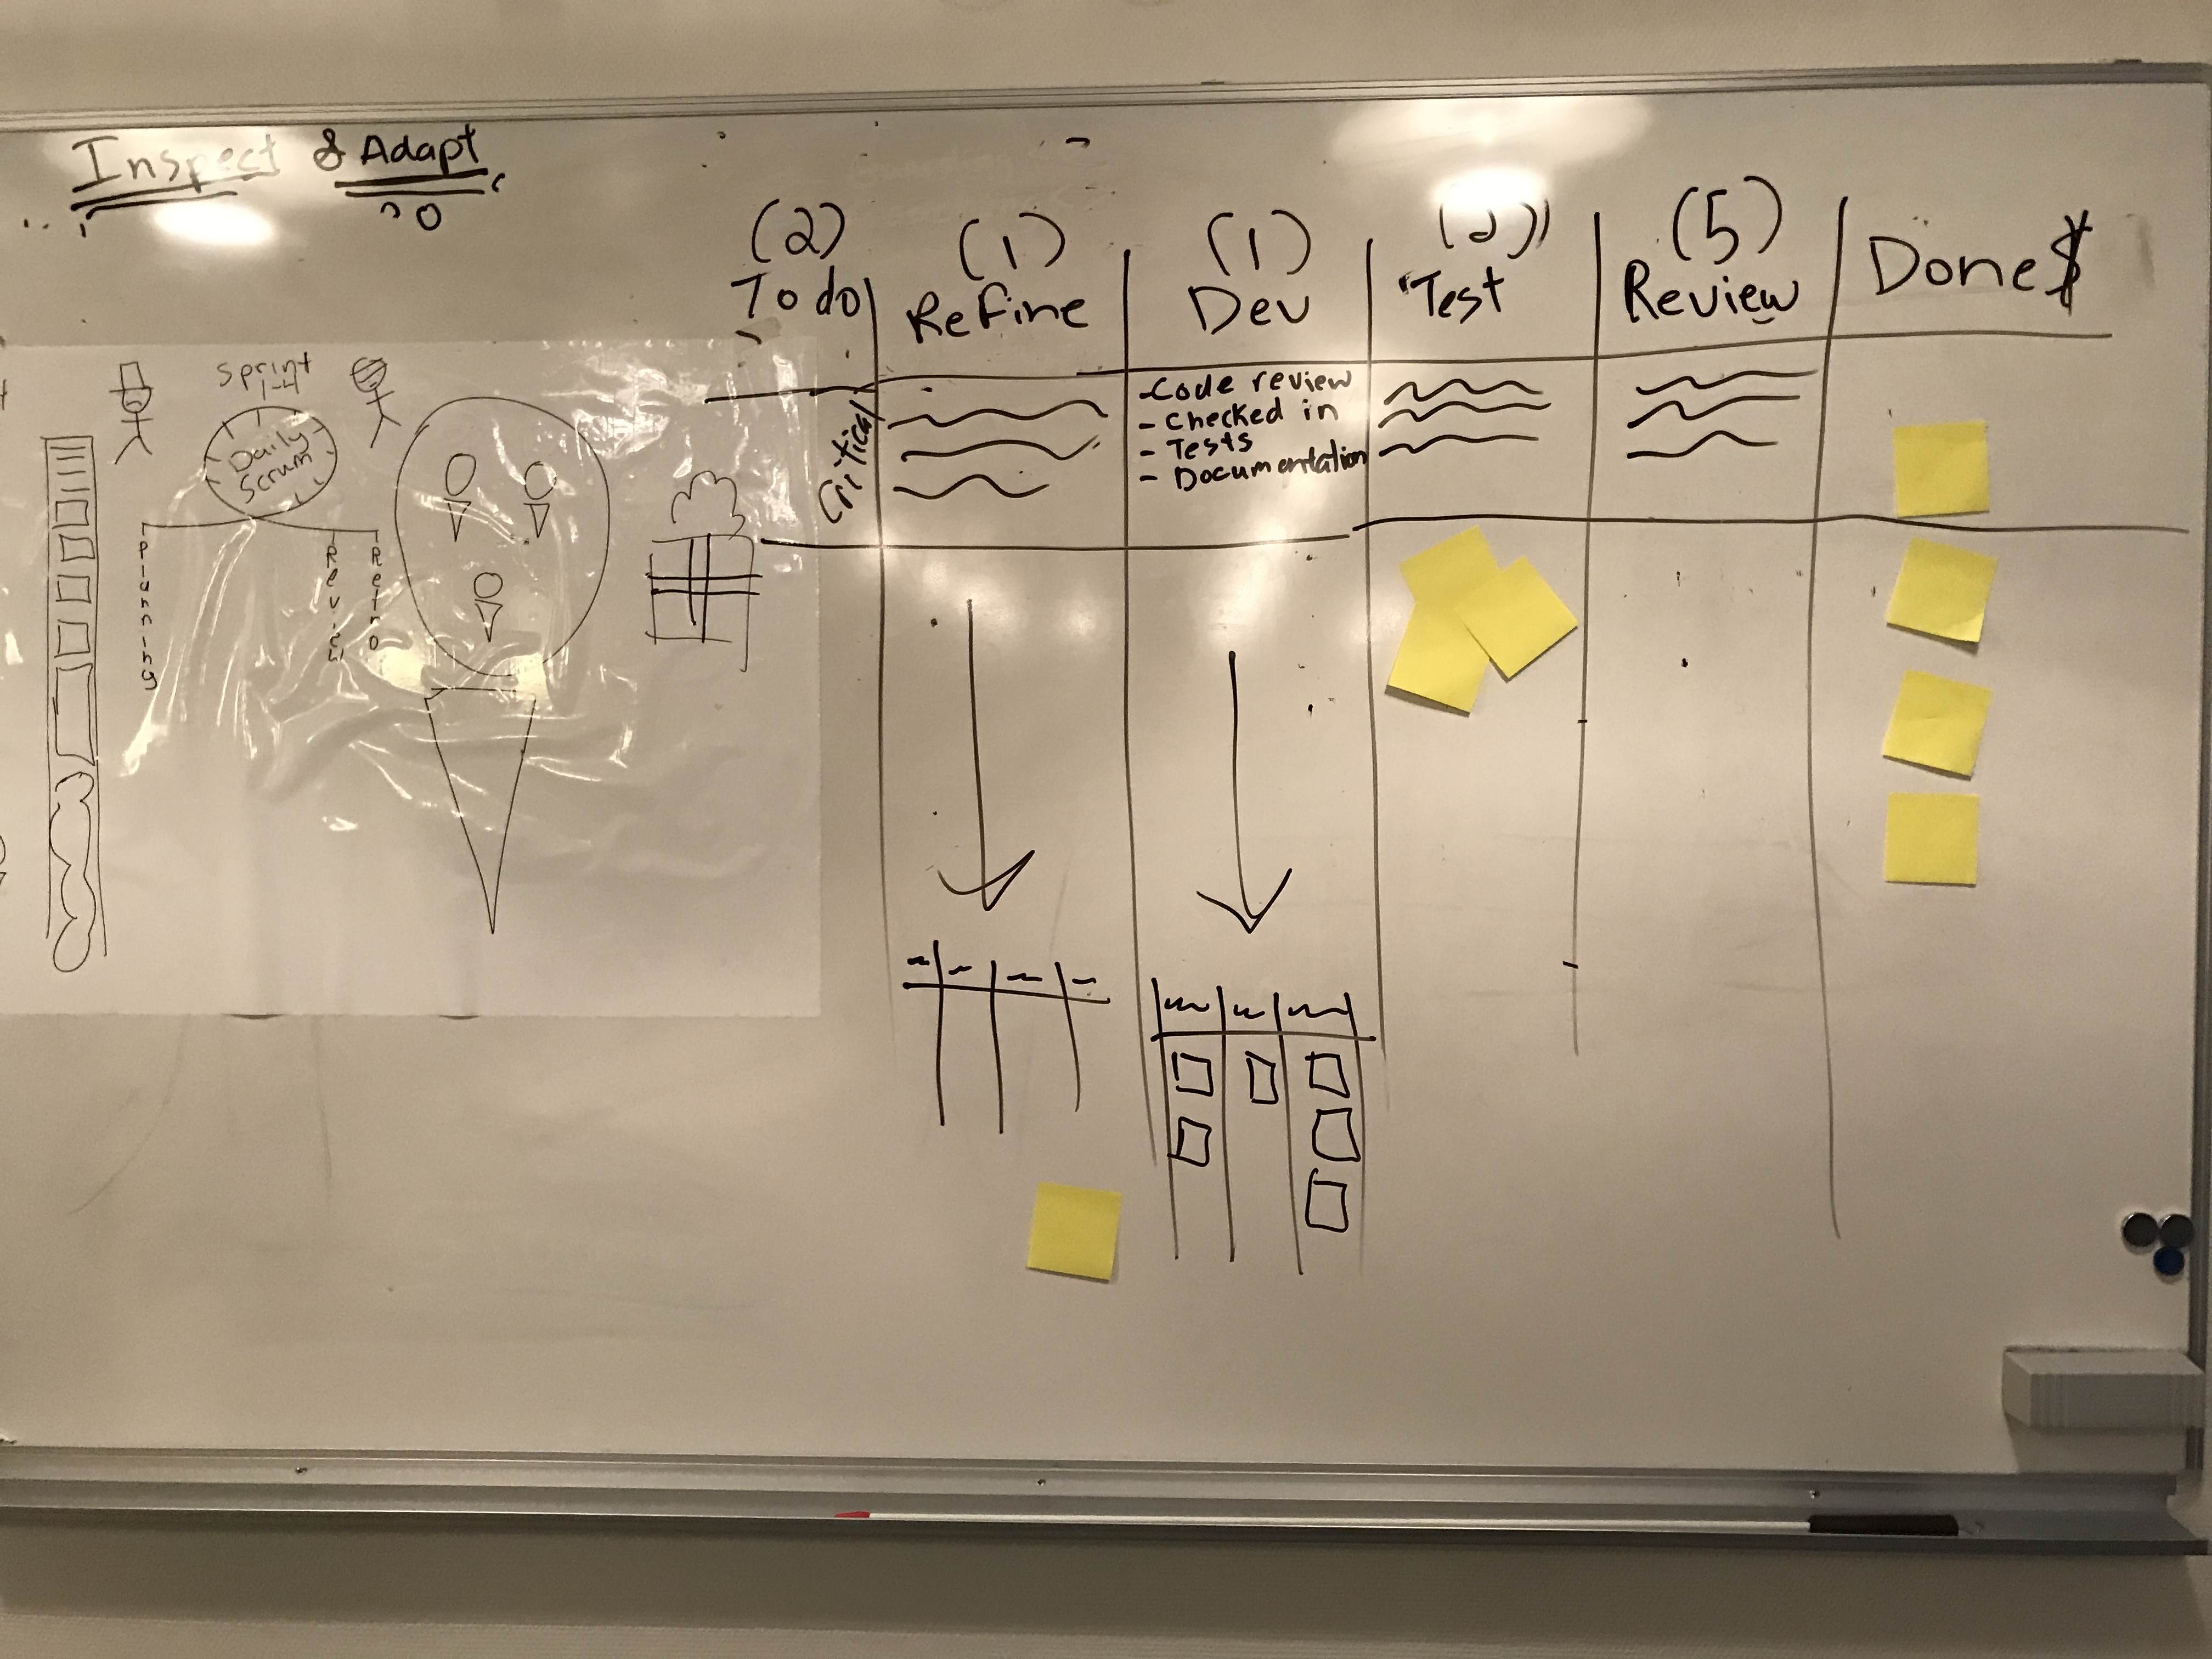 Inspect & Adapt
Sprint
1-4
Daily
Scrum
Planning
Review
Retro
(2)
To do
(1)
Refine
(1)
Dev
Test
(5)
Review
Done $
Critical
- Code review
- Checked in
- Tests
- Documentation